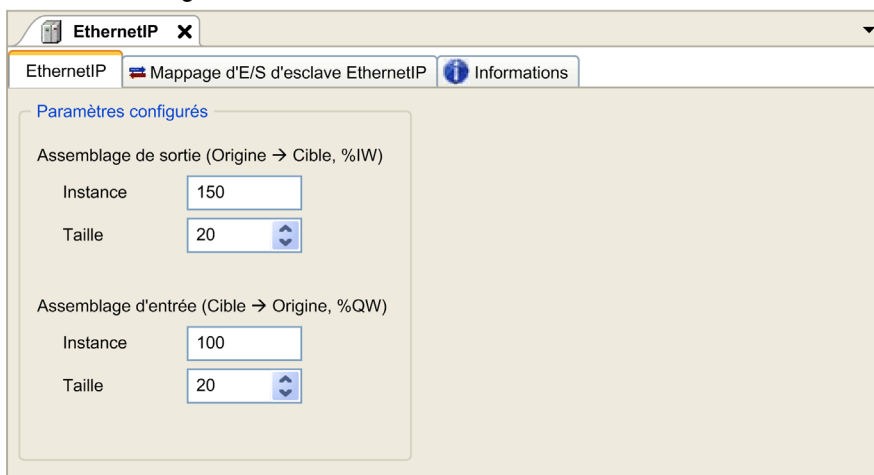 EthernetIP
EthernetIP Mappage d'E/S d'esclave EthernetIP Informations
Paramètres configurés
Assemblage de sortie (Origine → Cible, %IW)
Instance 150
Taille 20
Assemblage d'entrée (Cible → Origine, %QW)
Instance 100
Taille 20